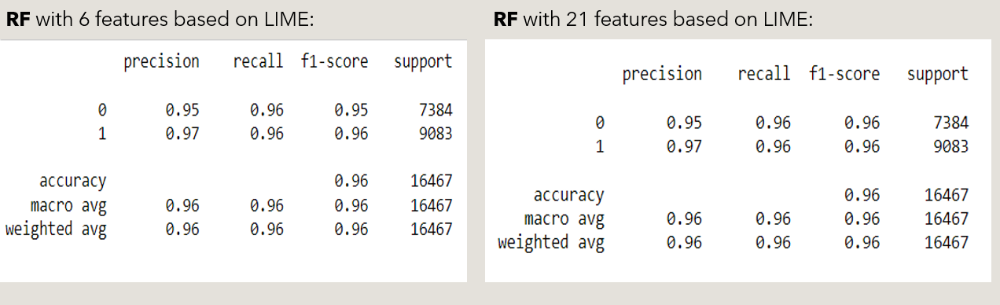 RF with 6 features based on LIME:
precision recall f1-score support
0 0.95 0.96 0.95 7384
1 0.97 0.96 0.96 9083
accuracy 0.96 16467
macro avg 0.96 0.96 0.96 16467
weighted avg 0.96 0.96 0.96 16467
RF with 21 features based on LIME:
precision recall f1-score support
0 0.95 0.96 0.96 7384
1 0.97 0.96 0.96 9083
accuracy 0.96 16467
macro avg 0.96 0.96 0.96 16467
weighted avg 0.96 0.96 0.96 16467